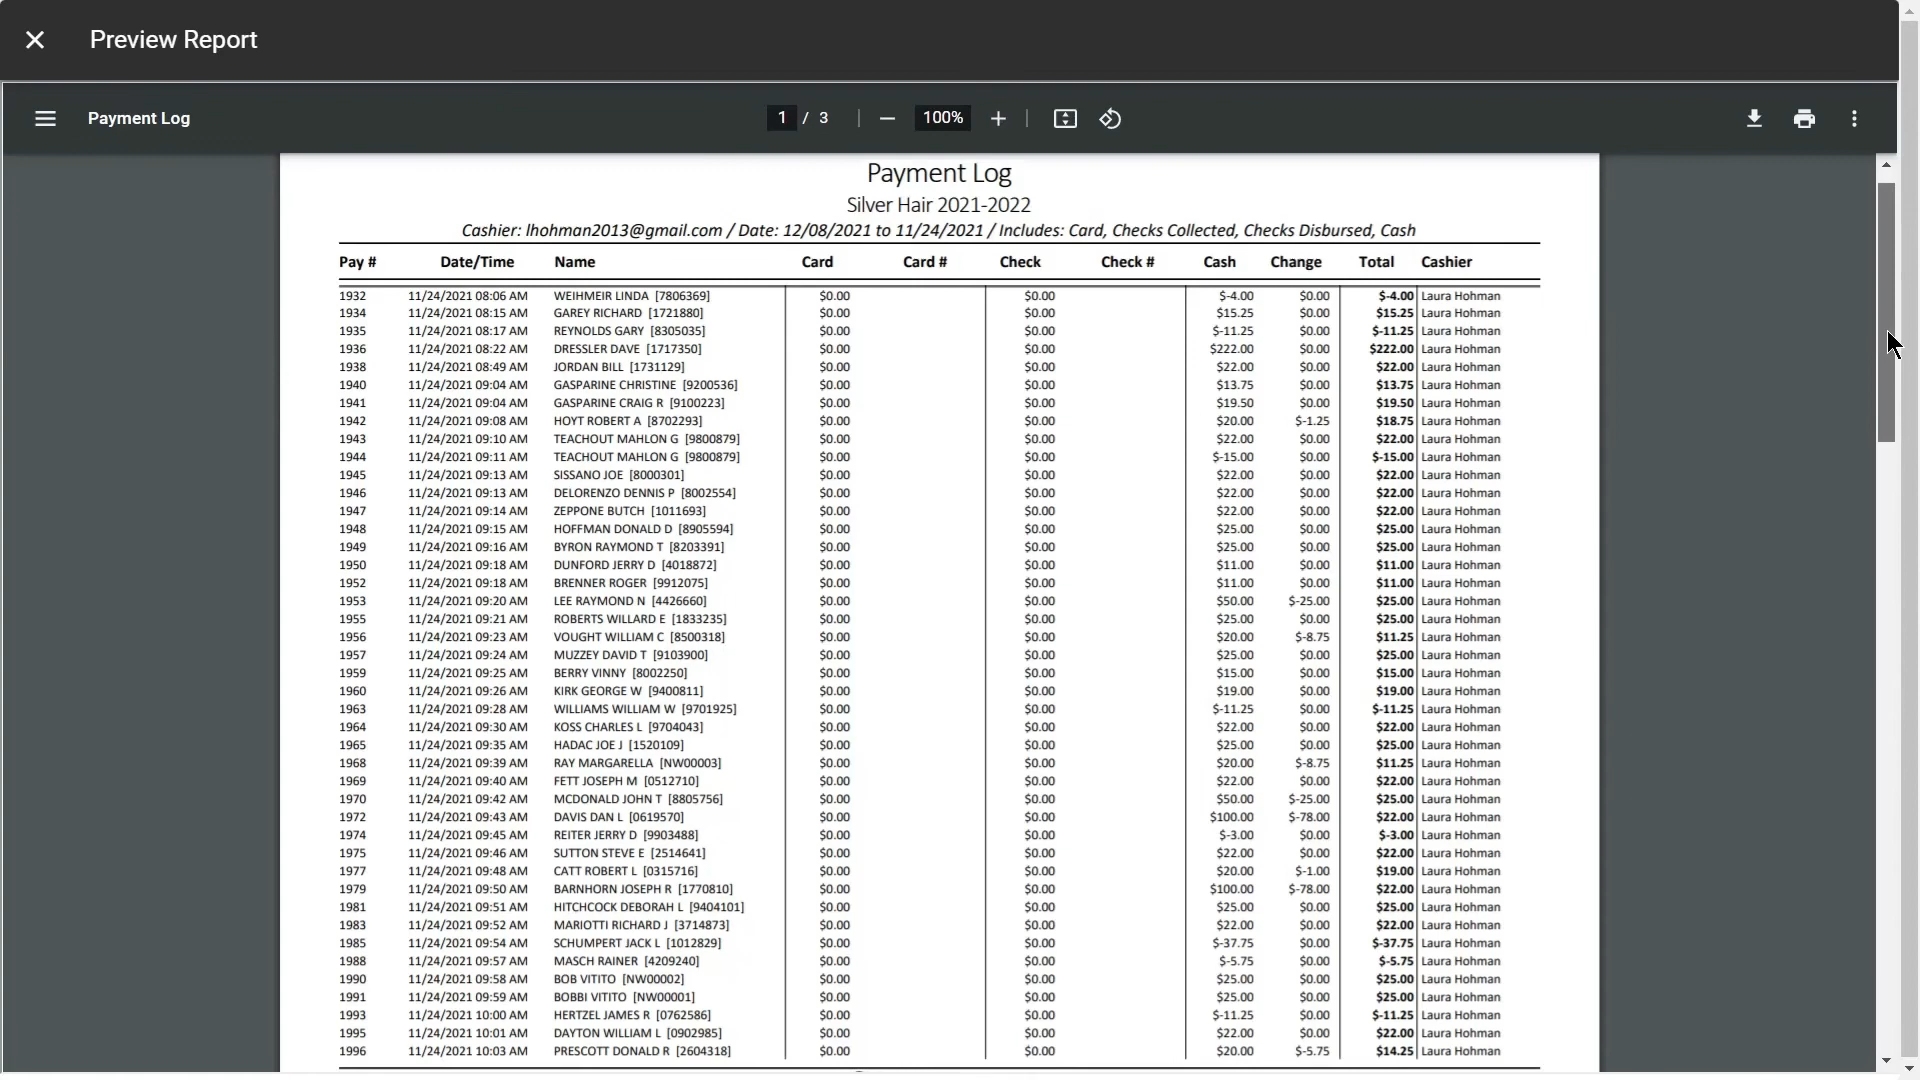 Preview Report
Payment Log
1 / 3
100%
Payment Log
Silver Hair 2021-2022
Cashier: lhohman2013@gmail.com / Date: 12/08/2021 to 11/24/2021 / Includes: Card, Checks Collected, Checks Disbursed, Cash
Pay # Date/Time Name Card Card # Check Check # Cash Change Total Cashier
1932 11/24/2021 08:06 AM WEIHMEIR LINDA [7806369] $0.00 $0.00 $-4.00 $0.00 $-4.00 Laura Hohman
1934 11/24/2021 08:15 AM GAREY RICHARD [1721880] $0.00 $0.00 $15.25 $0.00 $15.25 Laura Hohman
1935 11/24/2021 08:17 AM REYNOLDS GARY [8305035] $0.00 $0.00 $-11.25 $0.00 $-11.25 Laura Hohman
1936 11/24/2021 08:22 AM DRESSLER DAVE [1717350] $0.00 $0.00 $222.00 $0.00 $222.00 Laura Hohman
1938 11/24/2021 08:49 AM JORDAN BILL [1731129] $0.00 $0.00 $22.00 $0.00 $22.00 Laura Hohman
1940 11/24/2021 09:04 AM GASPARINE CHRISTINE [9200536] $0.00 $0.00 $13.75 $0.00 $13.75 Laura Hohman
1941 11/24/2021 09:04 AM GASPARINE CRAIG R [9100223] $0.00 $0.00 $19.50 $0.00 $19.50 Laura Hohman
1942 11/24/2021 09:08 AM HOYT ROBERT A [8702293] $0.00 $0.00 $20.00 $-1.25 $18.75 Laura Hohman
1943 11/24/2021 09:10 AM TEACHOUT MAHLON G [9800879] $0.00 $0.00 $22.00 $0.00 $22.00 Laura Hohman
1944 11/24/2021 09:11 AM TEACHOUT MAHLON G [9800879] $0.00 $0.00 $-15.00 $0.00 $-15.00 Laura Hohman
1945 11/24/2021 09:13 AM SISSANO JOE [8000301] $0.00 $0.00 $22.00 $0.00 $22.00 Laura Hohman
1946 11/24/2021 09:13 AM DELORENZO DENNIS P [8002554] $0.00 $0.00 $22.00 $0.00 $22.00 Laura Hohman
1947 11/24/2021 09:14 AM ZEPPONE BUTCH [1011693] $0.00 $0.00 $22.00 $0.00 $22.00 Laura Hohman
1948 11/24/2021 09:15 AM HOFFMAN DONALD D [8905594] $0.00 $0.00 $25.00 $0.00 $25.00 Laura Hohman
1949 11/24/2021 09:16 AM BYRON RAYMOND T [8203391] $0.00 $0.00 $25.00 $0.00 $25.00 Laura Hohman
1950 11/24/2021 09:18 AM DUNFORD JERRY D [4018872] $0.00 $0.00 $11.00 $0.00 $11.00 Laura Hohman
1952 11/24/2021 09:18 AM BRENNER ROGER [9912075] $0.00 $0.00 $11.00 $0.00 $11.00 Laura Hohman
1953 11/24/2021 09:20 AM LEE RAYMOND N [4426660] $0.00 $0.00 $50.00 $-25.00 $25.00 Laura Hohman
1955 11/24/2021 09:21 AM ROBERTS WILLARD E [1833235] $0.00 $0.00 $25.00 $0.00 $25.00 Laura Hohman
1956 11/24/2021 09:23 AM VOUGHT WILLIAM C [8500318] $0.00 $0.00 $20.00 $-8.75 $11.25 Laura Hohman
1957 11/24/2021 09:24 AM MUZZEY DAVID T [9103900] $0.00 $0.00 $25.00 $0.00 $25.00 Laura Hohman
1959 11/24/2021 09:25 AM BERRY VINNY [8002250] $0.00 $0.00 $15.00 $0.00 $15.00 Laura Hohman
1960 11/24/2021 09:26 AM KIRK GEORGE W [9400811] $0.00 $0.00 $19.00 $0.00 $19.00 Laura Hohman
1963 11/24/2021 09:28 AM WILLIAMS WILLIAM W [9701925] $0.00 $0.00 $-11.25 $0.00 $-11.25 Laura Hohman
1964 11/24/2021 09:30 AM KOSS CHARLES L [9704043] $0.00 $0.00 $22.00 $0.00 $22.00 Laura Hohman
1965 11/24/2021 09:35 AM HADAC JOE J [1520109] $0.00 $0.00 $25.00 $0.00 $25.00 Laura Hohman
1968 11/24/2021 09:39 AM RAY MARGARELLA [NW00003] $0.00 $0.00 $20.00 $-8.75 $11.25 Laura Hohman
1969 11/24/2021 09:40 AM FETT JOSEPH M [0512710] $0.00 $0.00 $22.00 $0.00 $22.00 Laura Hohman
1970 11/24/2021 09:42 AM MCDONALD JOHN T [8805756] $0.00 $0.00 $50.00 $-25.00 $25.00 Laura Hohman
1972 11/24/2021 09:43 AM DAVIS DAN L [0619570] $0.00 $0.00 $100.00 $-78.00 $22.00 Laura Hohman
1974 11/24/2021 09:45 AM REITER JERRY D [9903488] $0.00 $0.00 $-3.00 $0.00 $-3.00 Laura Hohman
1975 11/24/2021 09:46 AM SUTTON STEVE E [2514641] $0.00 $0.00 $22.00 $0.00 $22.00 Laura Hohman
1977 11/24/2021 09:48 AM CATT ROBERT L [0315716] $0.00 $0.00 $20.00 $-1.00 $19.00 Laura Hohman
1979 11/24/2021 09:50 AM BARNHORN JOSEPH R [1770810] $0.00 $0.00 $100.00 $-78.00 $22.00 Laura Hohman
1981 11/24/2021 09:51 AM HITCHCOCK DEBORAH L [9404101] $0.00 $0.00 $25.00 $0.00 $25.00 Laura Hohman
1983 11/24/2021 09:52 AM MARIOTTI RICHARD J [3714873] $0.00 $0.00 $22.00 $0.00 $22.00 Laura Hohman
1985 11/24/2021 09:54 AM SCHUMPERT JACK L [1012829] $0.00 $0.00 $-37.75 $0.00 $-37.75 Laura Hohman
1988 11/24/2021 09:57 AM MASCH RAINER [4209240] $0.00 $0.00 $-5.75 $0.00 $-5.75 Laura Hohman
1990 11/24/2021 09:58 AM BOB VITITO [NW00002] $0.00 $0.00 $25.00 $0.00 $25.00 Laura Hohman
1991 11/24/2021 09:59 AM BOBBI VITITO [NW00001] $0.00 $0.00 $25.00 $0.00 $25.00 Laura Hohman
1993 11/24/2021 10:00 AM HERTZEL JAMES R [0762586] $0.00 $0.00 $-11.25 $0.00 $-11.25 Laura Hohman
1995 11/24/2021 10:01 AM DAYTON WILLIAM L [0902985] $0.00 $0.00 $22.00 $0.00 $22.00 Laura Hohman
1996 11/24/2021 10:03 AM PRESCOTT DONALD R [2604318] $0.00 $0.00 $20.00 $-5.75 $14.25 Laura Hohman